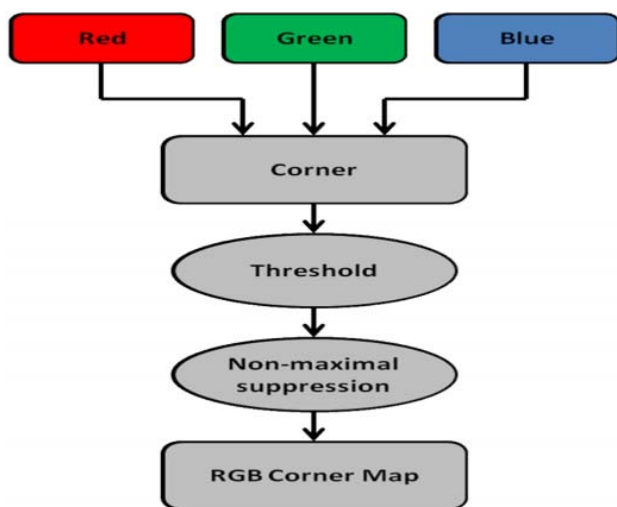 Red
Green
Blue
Corner
Threshold
Non-maximal
suppression
RGB Corner Map